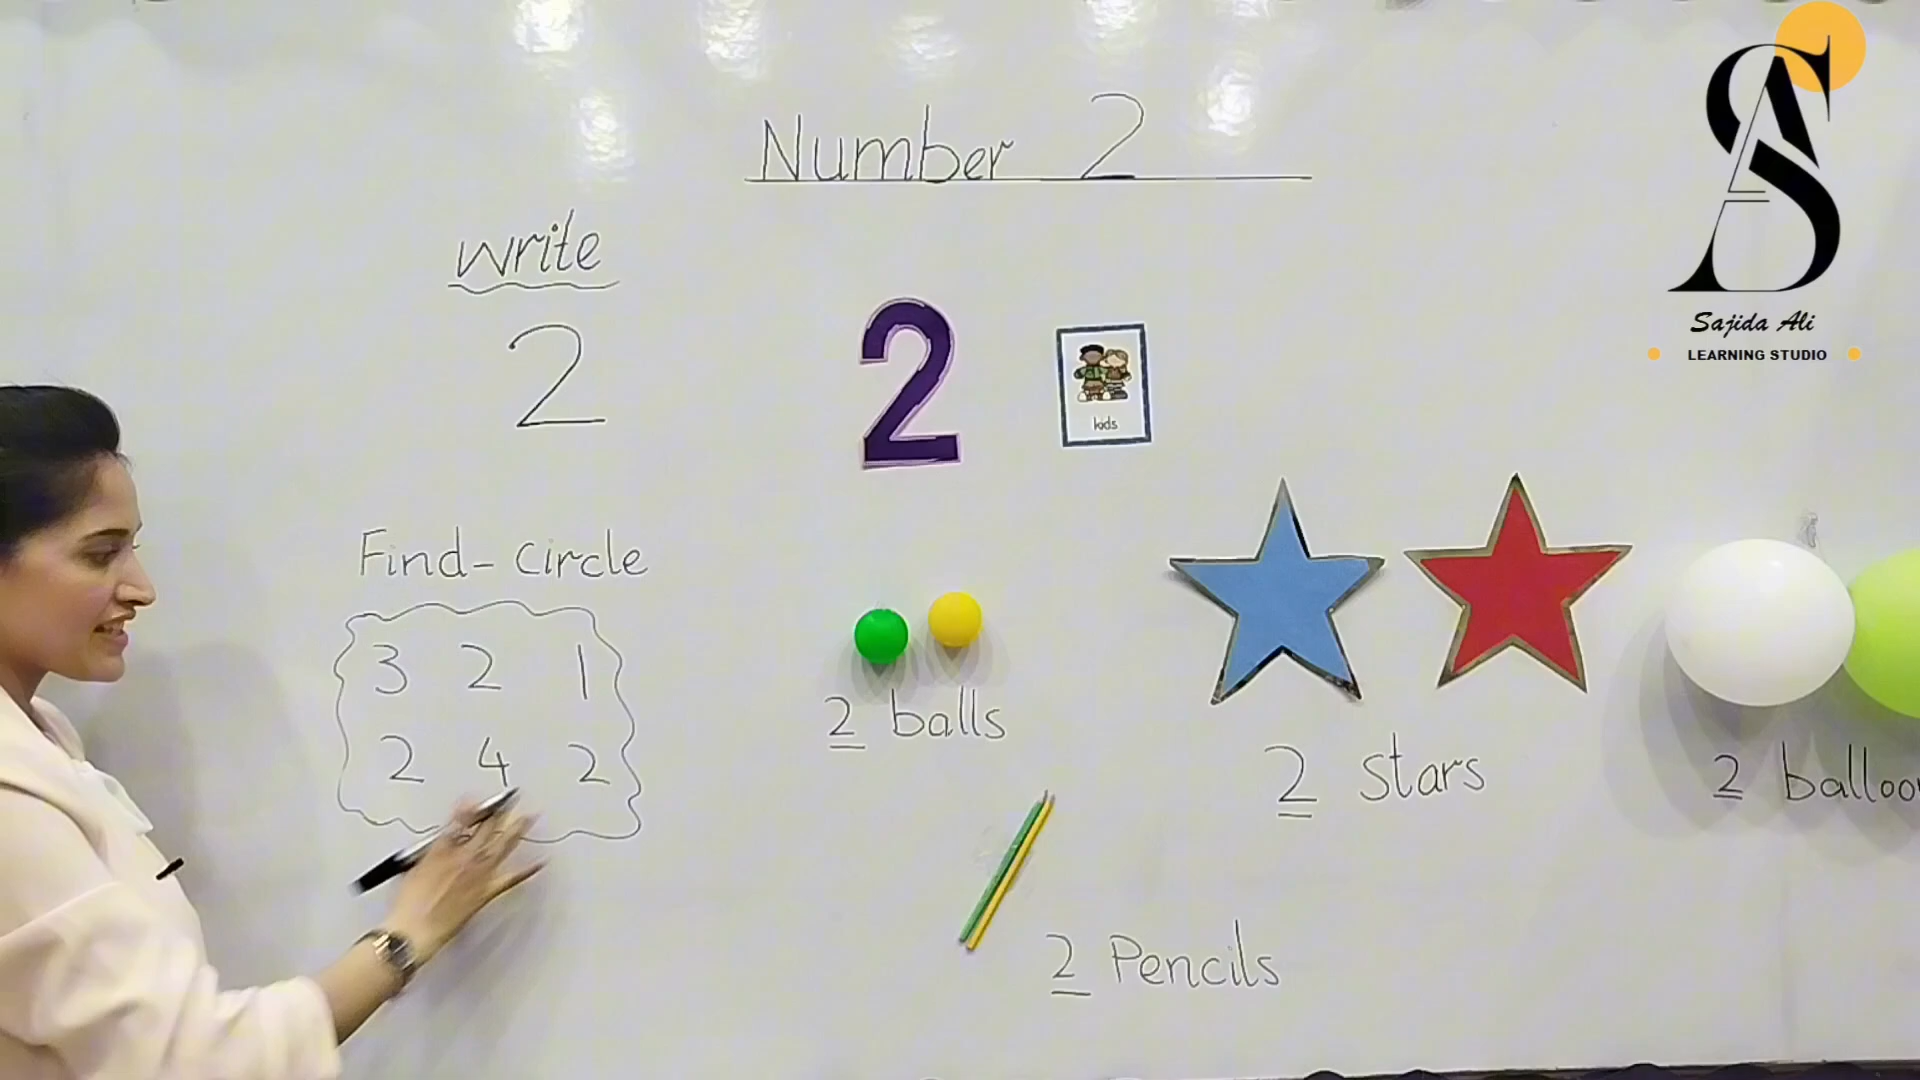 Number 2
write
2
2
kids
Find-Circle
3 2 1
2 4 2
2 balls
2 Stars
2 balloo
2 Pencils
SA
Sajida Ali
LEARNING STUDIO